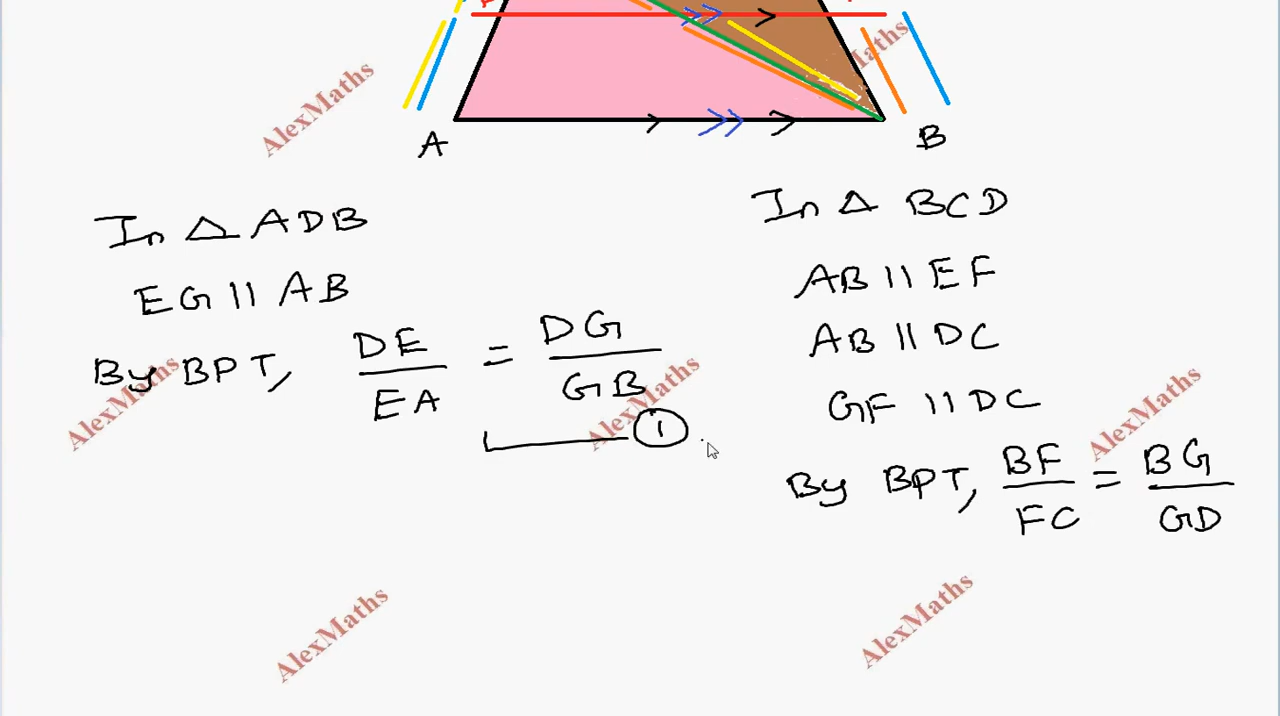 AlexMaths
AlexMaths
A
B
In Δ ADB
EG || AB
By BPT, DE/EA = DG/GB
①
In Δ BCD
AB || EF
AB || DC
GF || DC
By BPT, BF/FC = BG/GD
AlexMaths
AlexMaths
AlexMaths
AlexMaths
AlexMaths